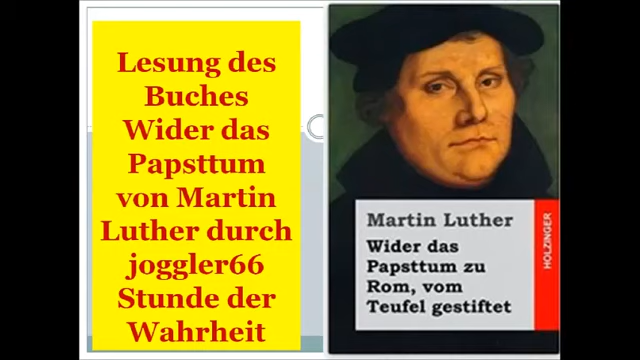 Lesung des
Buches
Wider das
Papsttum
von Martin
Luther durch
joggler66
Stunde der
Wahrheit
Martin Luther
Wider das
Papsttum zu
Rom, vom
Teufel gestiftet
HOLZINGER